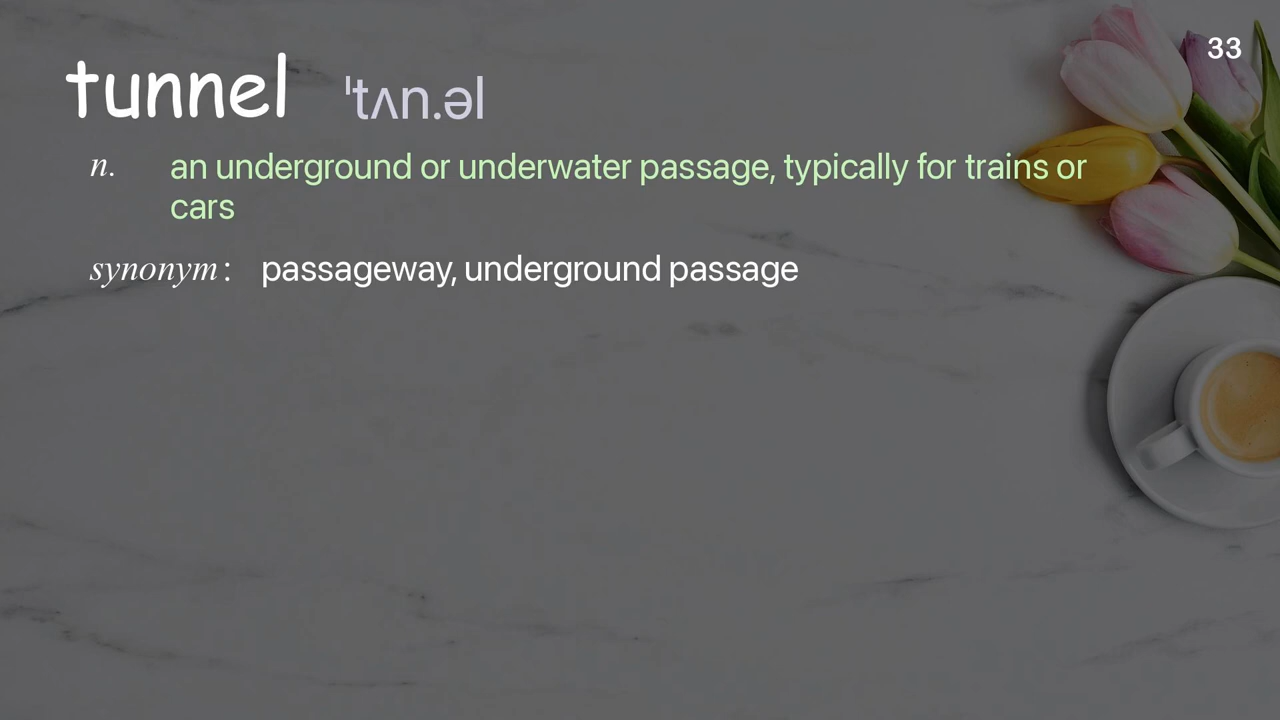 33
tunnel ˈtʌn.əl
n. an underground or underwater passage, typically for trains or
cars
synonym: passageway, underground passage